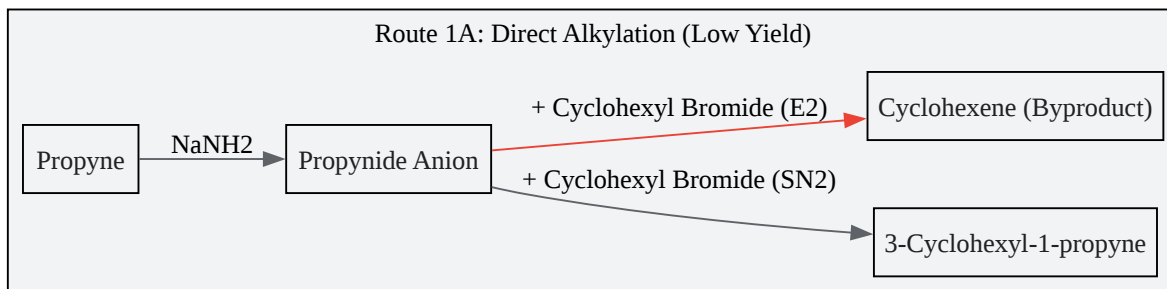 Route 1A: Direct Alkylation (Low Yield)
Propyne
NaNH2
Propynide Anion
+ Cyclohexyl Bromide (E2)
Cyclohexene (Byproduct)
+ Cyclohexyl Bromide (SN2)
3-Cyclohexyl-1-propyne